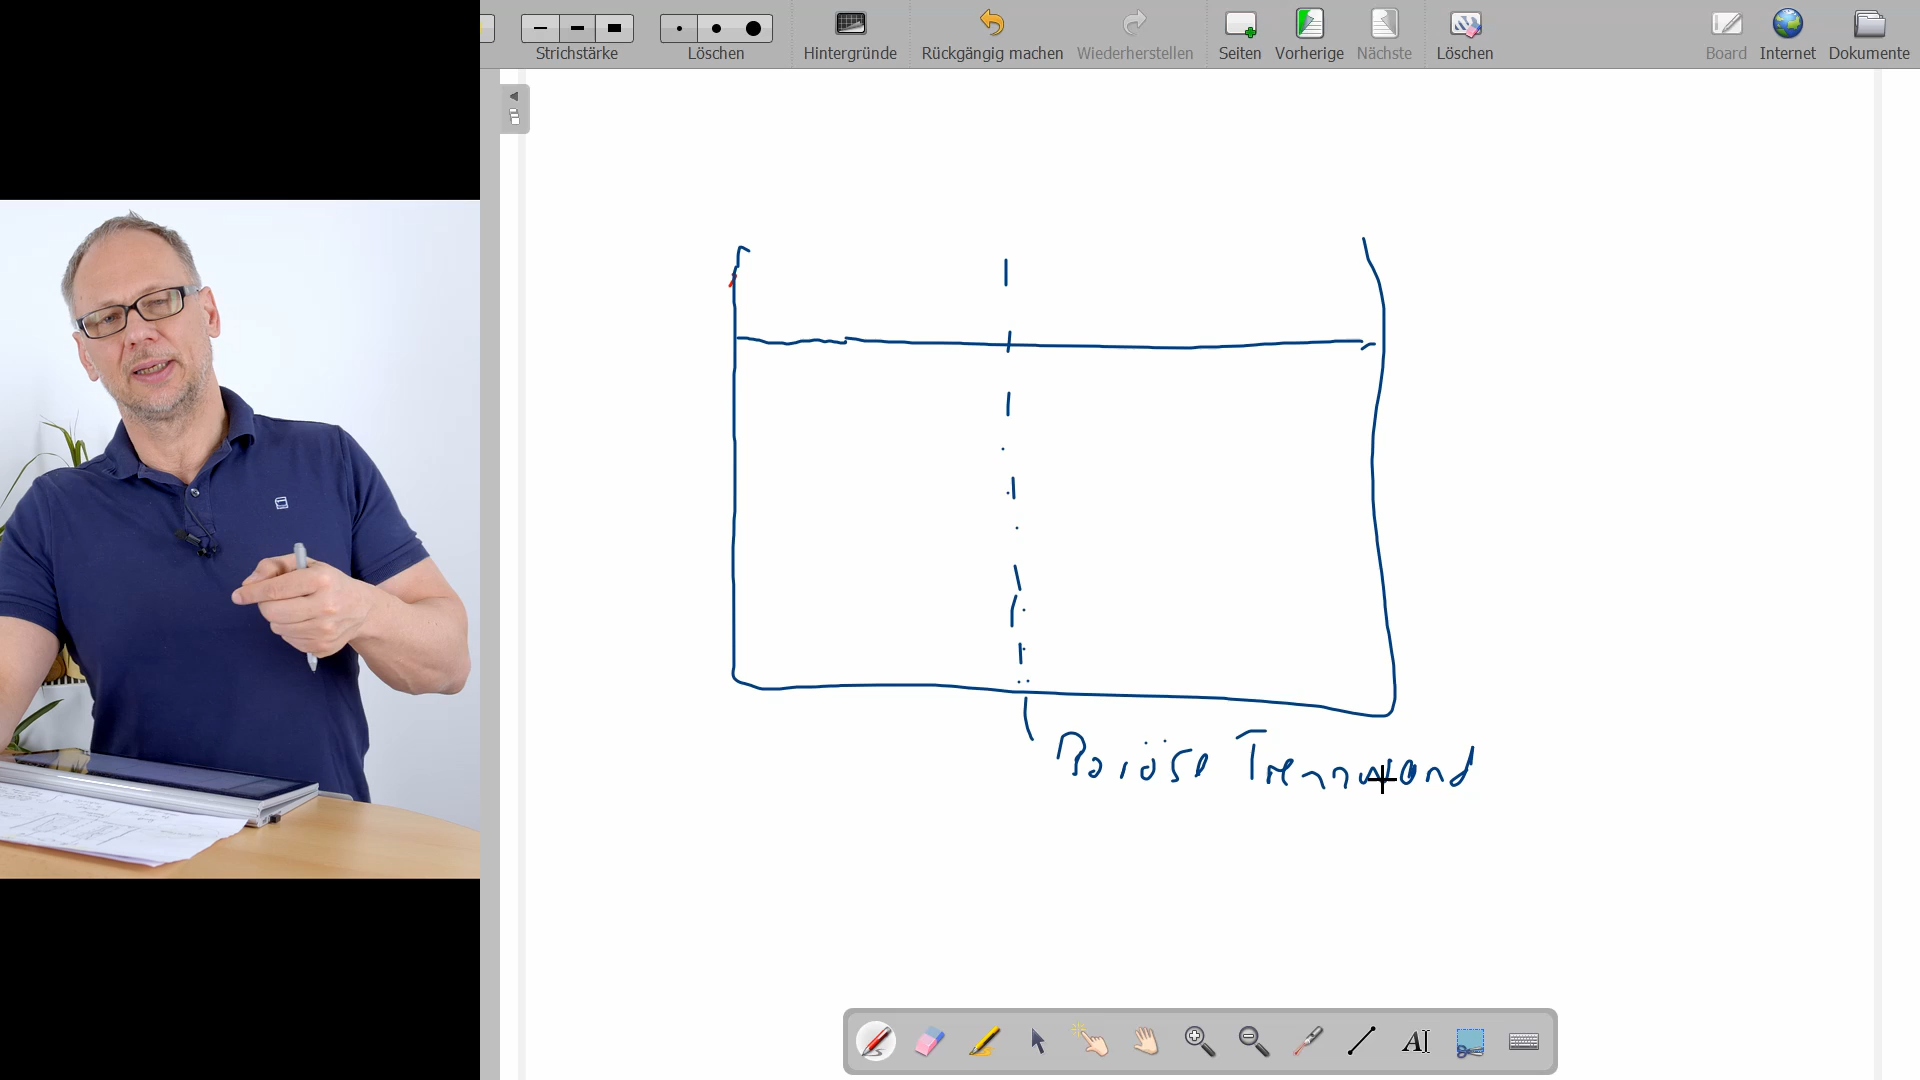 Strichstärke Löschen Hintergründe Rückgängig machen Wiederherstellen Seiten Vorherige Nächste Löschen Board Internet Dokumente
Poröse Trennwand